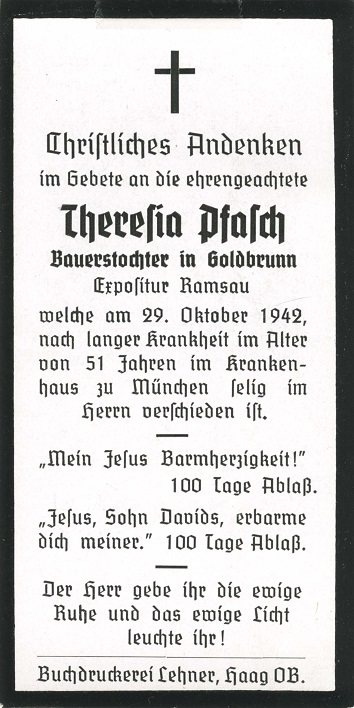 Christliches Andenken
im Gebete an die ehrengeachtete
Theresia Pfasch
Bauerstochter in Goldbrunn
Expositur Ramsau
welche am 29. Oktober 1942,
nach langer Krankheit im Alter
von 51 Jahren im Kranken-
haus zu München selig im
Herrn verschieden ist.
„Mein Jesus Barmherzigkeit!"
100 Tage Ablaß.
„Jesus, Sohn Davids, erbarme
dich meiner." 100 Tage Ablaß.
Der Herr gebe ihr die ewige
Ruhe und das ewige Licht
leuchte ihr!
Buchdruckerei Lehner, Haag OB.